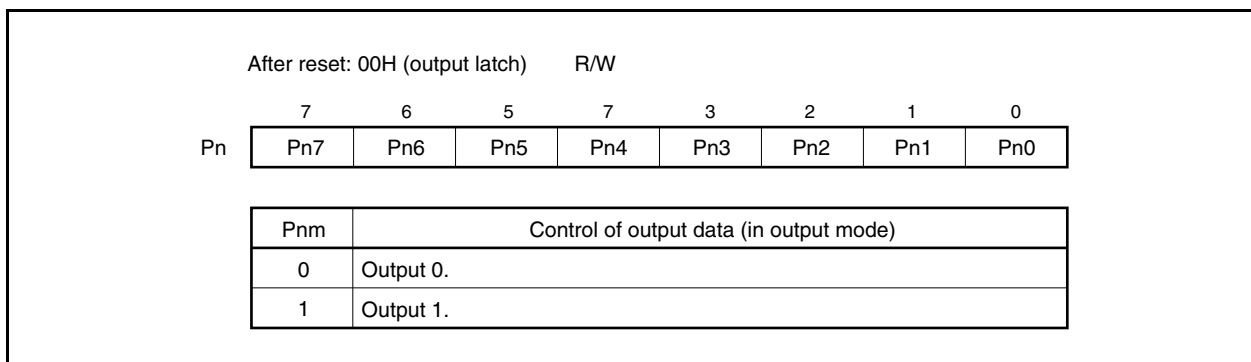 After reset: 00H (output latch) R/W
7 6 5 7 3 2 1 0
Pn Pn7 Pn6 Pn5 Pn4 Pn3 Pn2 Pn1 Pn0
Pnm Control of output data (in output mode)
0 Output 0.
1 Output 1.